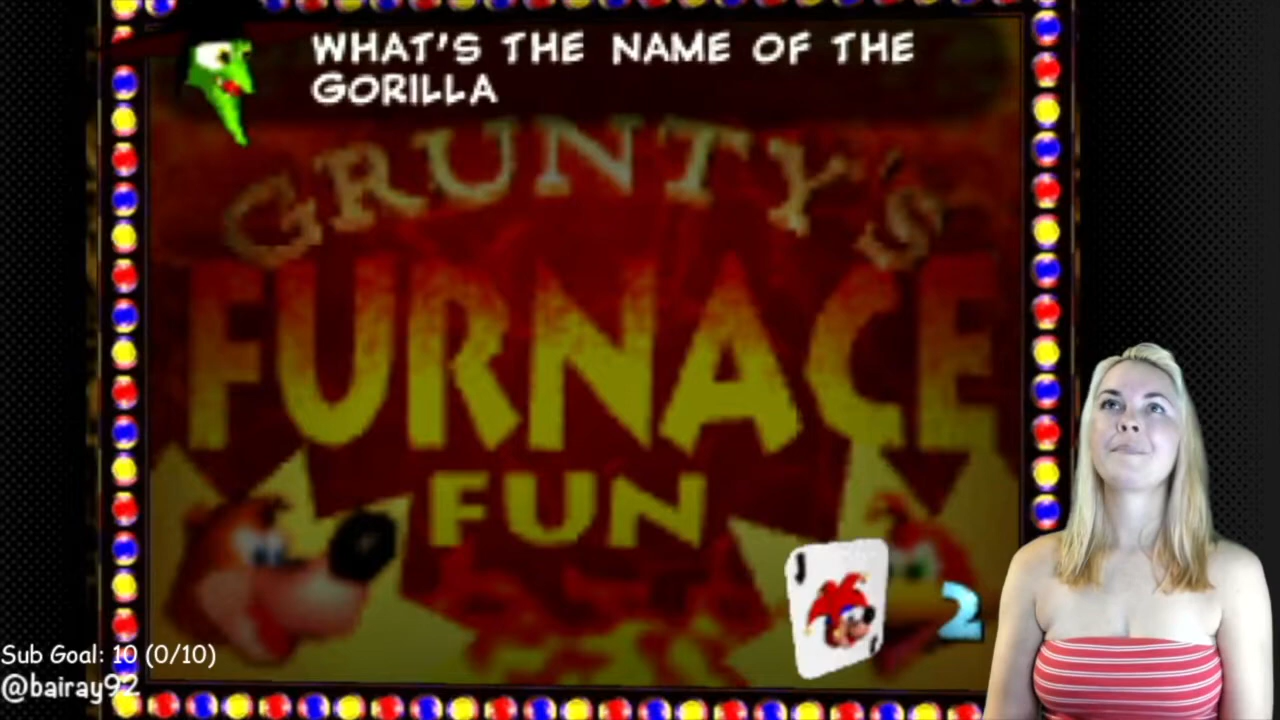 WHAT'S THE NAME OF THE
GORILLA
GRUNTY'S
FURNACE
FUN
J
2
J
Sub Goal: 10 (0/10)
@bairay92